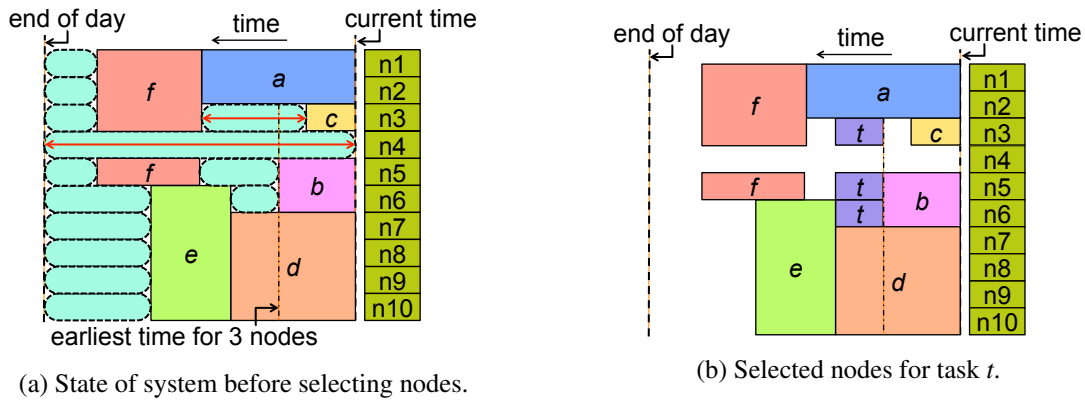 end of day
time
current time
f
a
c
f
b
e
d
n1
n2
n3
n4
n5
n6
n7
n8
n9
n10
earliest time for 3 nodes
(a) State of system before selecting nodes.
end of day
time
current time
f
a
t
c
f
t
b
t
e
d
n1
n2
n3
n4
n5
n6
n7
n8
n9
n10
(b) Selected nodes for task t.